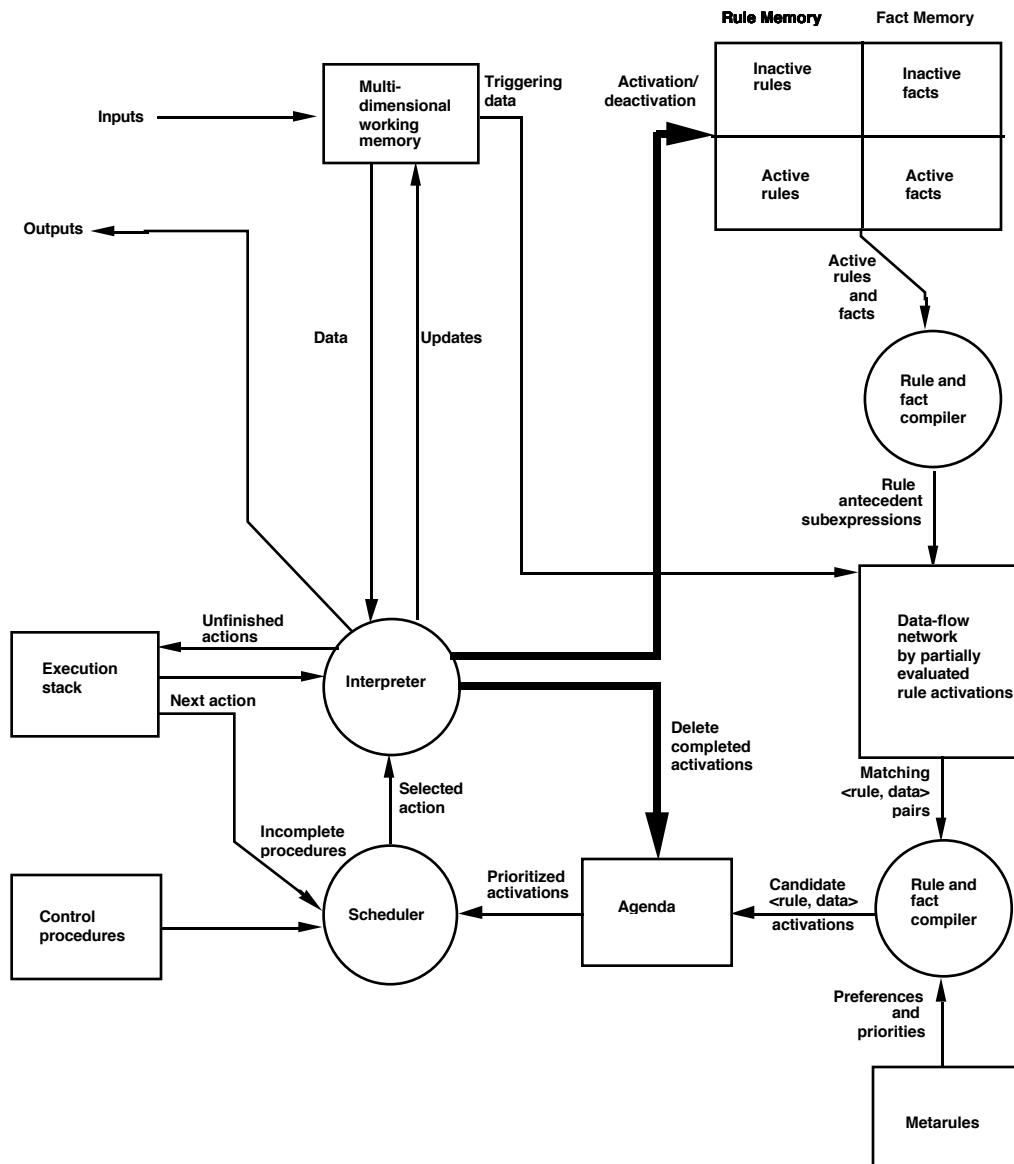 Rule Memory
Fact Memory
Inactive
rules
Inactive
facts
Active
rules
Active
facts
Multi-
dimensional
working
memory
Triggering
data
Activation/
deactivation
Inputs
Outputs
Active
rules
and
facts
Data
Updates
Rule and
fact
compiler
Rule
antecedent
subexpressions
Unfinished
actions
Execution
stack
Interpreter
Next action
Data-flow
network
by partially
evaluated
rule activations
Delete
completed
activations
Matching
<rule, data>
pairs
Selected
action
Incomplete
procedures
Prioritized
activations
Candidate
<rule, data>
activations
Rule and
fact
compiler
Control
procedures
Scheduler
Agenda
Preferences
and
priorities
Metarules